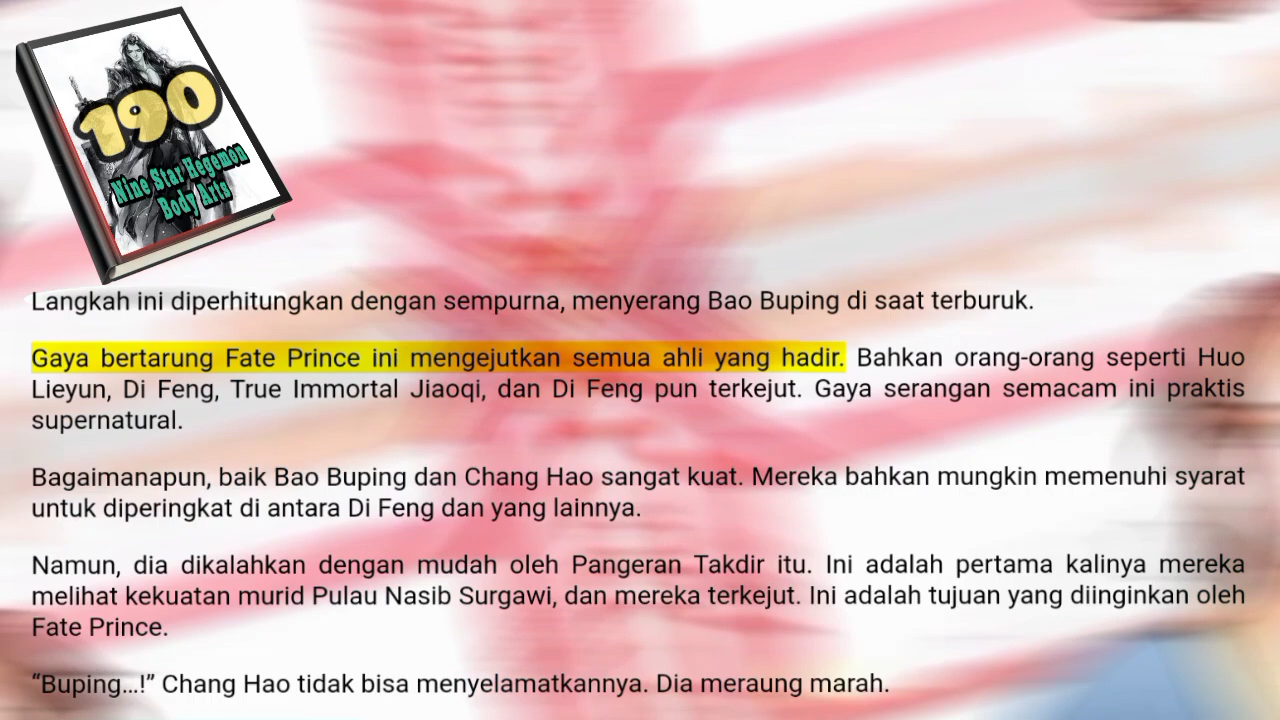 190
Nine Star Hegemon
Body Arts
Langkah ini diperhitungkan dengan sempurna, menyerang Bao Buping di saat terburuk.
Gaya bertarung Fate Prince ini mengejutkan semua ahli yang hadir. Bahkan orang-orang seperti Huo
Lieyun, Di Feng, True Immortal Jiaoqi, dan Di Feng pun terkejut. Gaya serangan semacam ini praktis
supernatural.
Bagaimanapun, baik Bao Buping dan Chang Hao sangat kuat. Mereka bahkan mungkin memenuhi syarat
untuk diperingkat di antara Di Feng dan yang lainnya.
Namun, dia dikalahkan dengan mudah oleh Pangeran Takdir itu. Ini adalah pertama kalinya mereka
melihat kekuatan murid Pulau Nasib Surgawi, dan mereka terkejut. Ini adalah tujuan yang diinginkan oleh
Fate Prince.
“Buping…!” Chang Hao tidak bisa menyelamatkannya. Dia meraung marah.